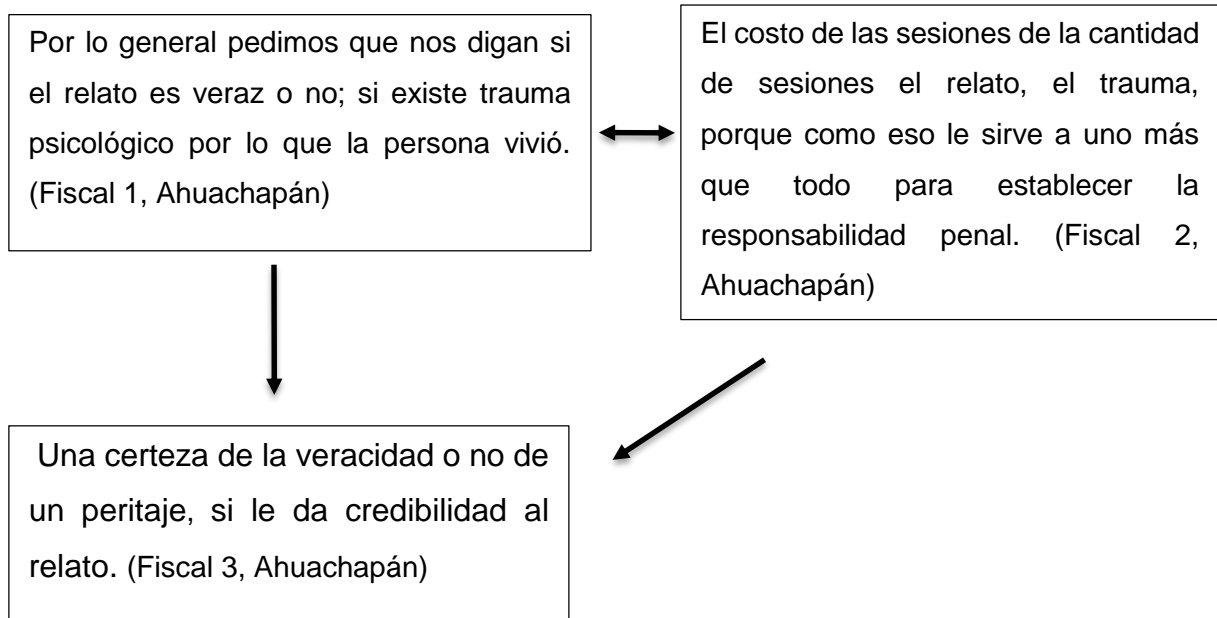 Por lo general pedimos que nos digan si
el relato es veraz o no; si existe trauma
psicológico por lo que la persona vivió.
(Fiscal 1, Ahuachapán)
El costo de las sesiones de la cantidad
de sesiones el relato, el trauma,
porque como eso le sirve a uno más
que todo para establecer la
responsabilidad penal. (Fiscal 2,
Ahuachapán)
Una certeza de la veracidad o no de
un peritaje, si le da credibilidad al
relato. (Fiscal 3, Ahuachapán)